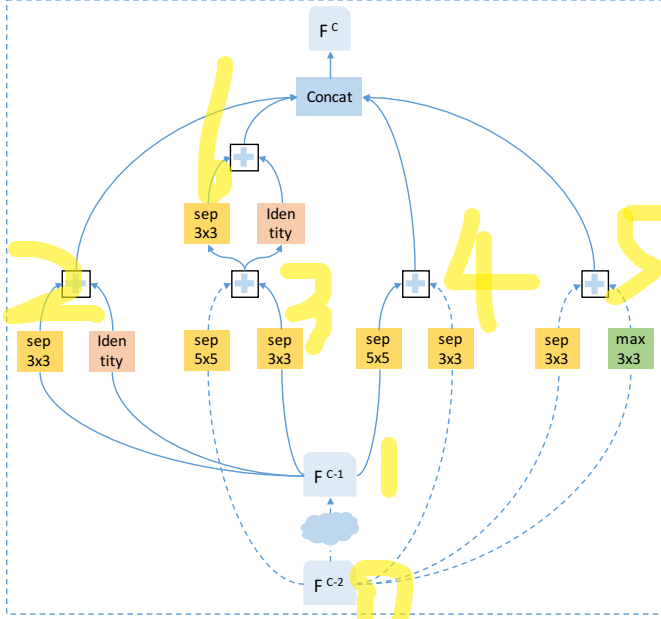 F C
Concat
6
sep 3x3
Iden tity
2
3
4
5
sep 3x3
Iden tity
sep 5x5
sep 3x3
sep 5x5
sep 3x3
sep 3x3
max 3x3
F C-1
1
F C-2